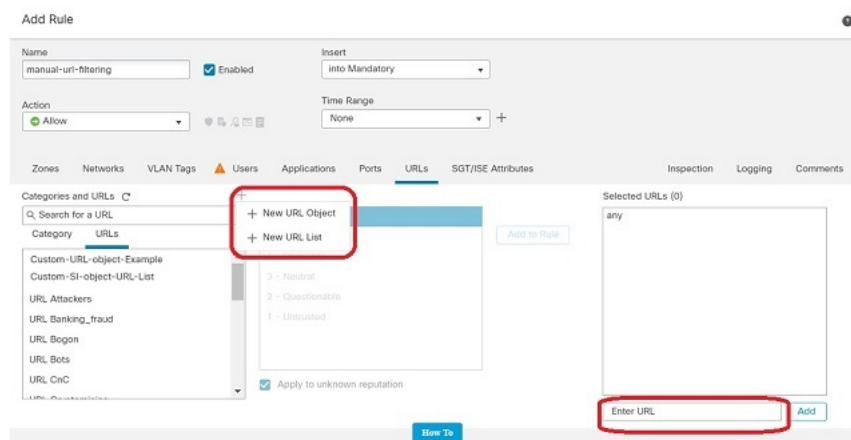 Add Rule
Name
manual-url-filtering
Enabled
Insert
into Mandatory
Action
Allow
Time Range
None
Zones Networks VLAN Tags Users Applications Ports URLs SGT/ISE Attributes Inspection Logging Comments
Categories and URLs
Search for a URL
Category URLs
Custom-URL-object-Example
Custom-SI-object-URL-List
URL Attackers
URL Banking_fraud
URL Bogon
URL Bots
URL CnC
+ New URL Object
+ New URL List
3 - Neutral
2 - Questionable
1 - Untrusted
Apply to unknown reputation
Add to Rule
Selected URLs (0)
any
Enter URL
Add
How To